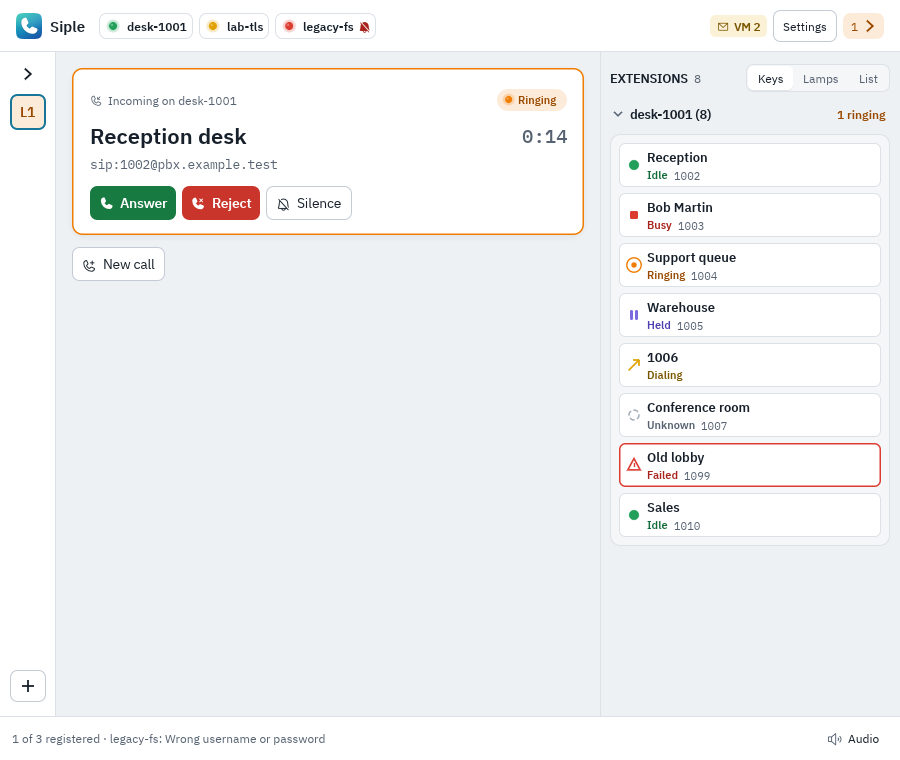 Siple
desk-1001
lab-tls
legacy-fs
VM 2
Settings
1
L1
Incoming on desk-1001
Ringing
Reception desk
0:14
sip:1002@pbx.example.test
Answer
Reject
Silence
New call
EXTENSIONS 8
Keys
Lamps
List
desk-1001 (8)
1 ringing
Reception
Idle 1002
Bob Martin
Busy 1003
Support queue
Ringing 1004
Warehouse
Held 1005
1006
Dialing
Conference room
Unknown 1007
Old lobby
Failed 1099
Sales
Idle 1010
1 of 3 registered · legacy-fs: Wrong username or password
Audio